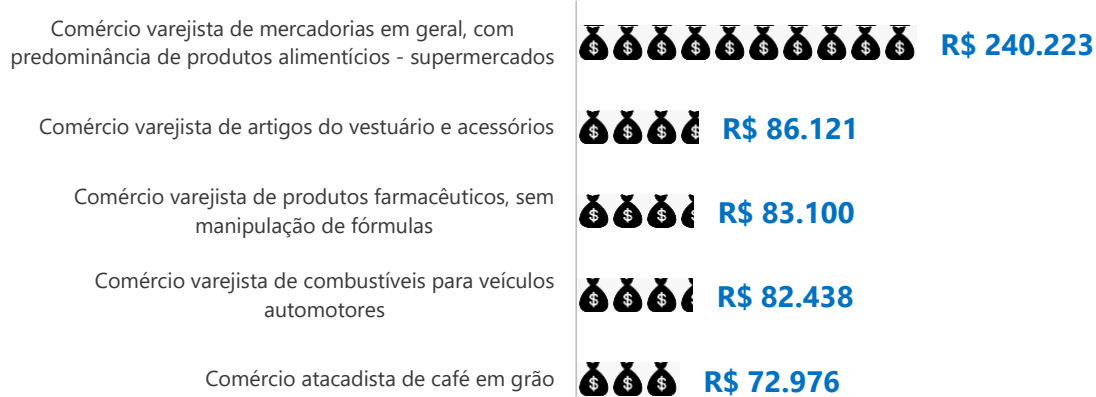 Comércio varejista de mercadorias em geral, com
predominância de produtos alimentícios - supermercados
R$ 240.223
Comércio varejista de artigos do vestuário e acessórios
R$ 86.121
Comércio varejista de produtos farmacêuticos, sem
manipulação de fórmulas
R$ 83.100
Comércio varejista de combustíveis para veículos
automotores
R$ 82.438
Comércio atacadista de café em grão
R$ 72.976